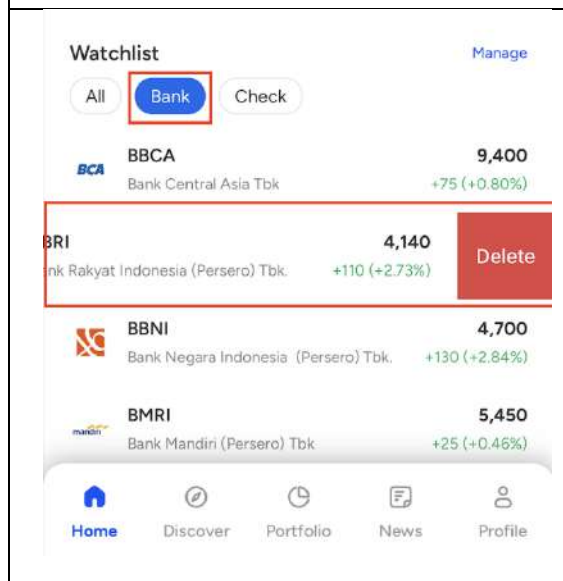 Watchlist Manage
All Bank Check
BCA BBCA 9,400
Bank Central Asia Tbk +75 (+0.80%)
BRI 4,140 Delete
nk Rakyat Indonesia (Persero) Tbk. +110 (+2.73%)
BBNI 4,700
Bank Negara Indonesia (Persero) Tbk. +130 (+2.84%)
mandiri BMRI 5,450
Bank Mandiri (Persero) Tbk +25 (+0.46%)
Home Discover Portfolio News Profile